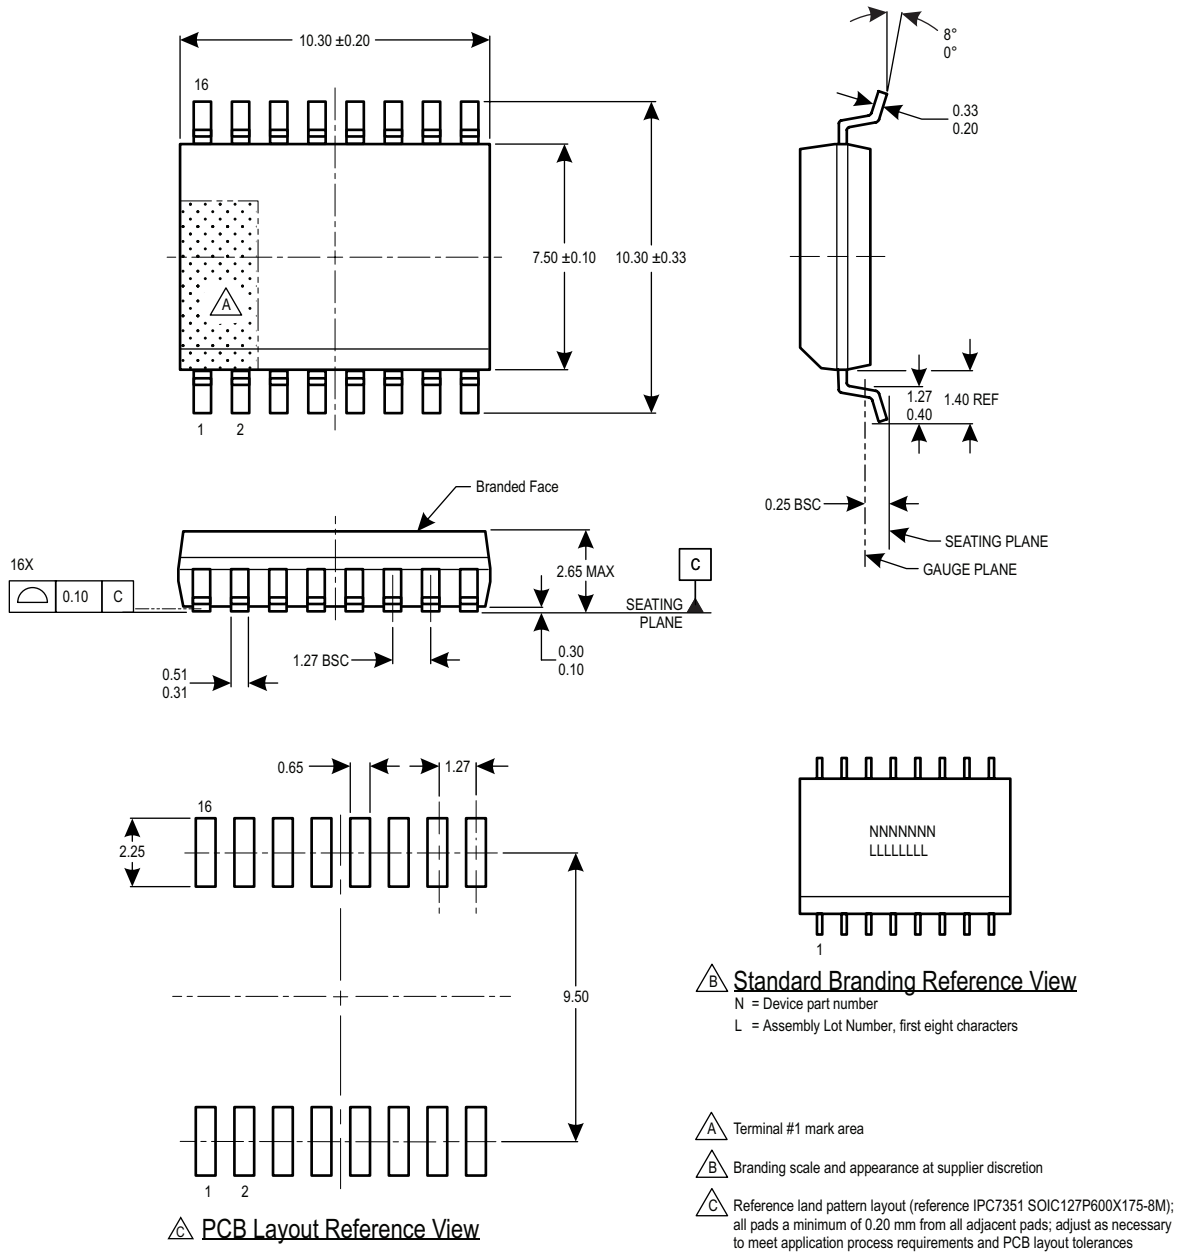 10.30 ±0.20
8°
0°
16
0.33
0.20
7.50 ±0.10
10.30 ±0.33
A
1 2
1.27
0.40
1.40 REF
0.25 BSC
SEATING PLANE
GAUGE PLANE
Branded Face
16X
0.10 C
2.65 MAX
C
SEATING
PLANE
0.51
0.31
1.27 BSC
0.30
0.10
0.65
1.27
16
2.25
9.50
1 2
C PCB Layout Reference View
NNNNNNN
LLLLLLLL
1
B Standard Branding Reference View
N = Device part number
L = Assembly Lot Number, first eight characters
A Terminal #1 mark area
B Branding scale and appearance at supplier discretion
C Reference land pattern layout (reference IPC7351 SOIC127P600X175-8M);
all pads a minimum of 0.20 mm from all adjacent pads; adjust as necessary
to meet application process requirements and PCB layout tolerances